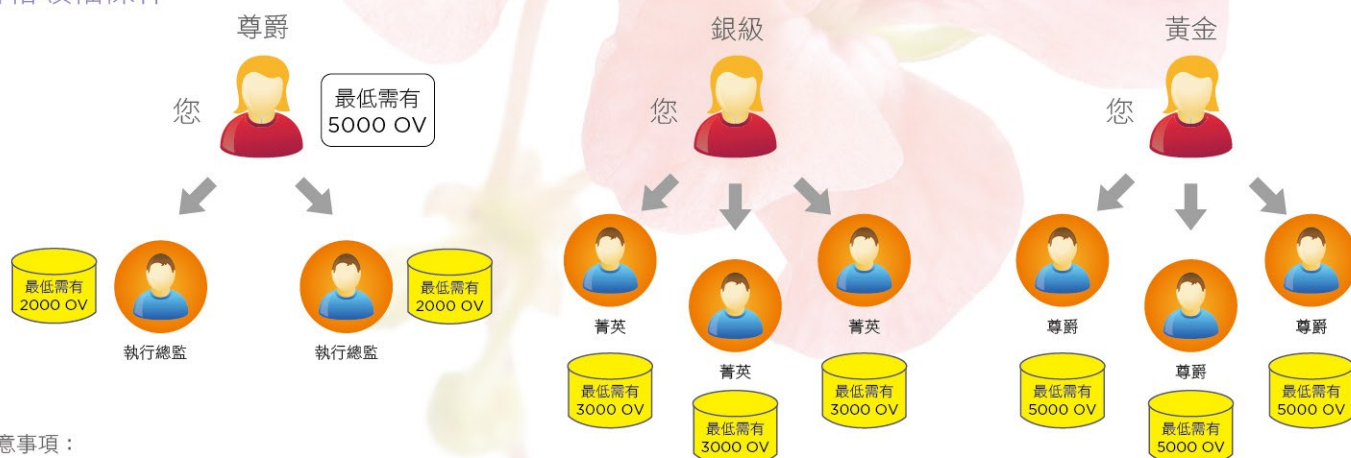 尊爵
您
最低需有
5000 OV
最低需有
2000 OV
執行總監
執行總監
最低需有
2000 OV
銀級
您
菁英
最低需有
3000 OV
菁英
最低需有
3000 OV
菁英
最低需有
3000 OV
黃金
您
尊爵
最低需有
5000 OV
尊爵
最低需有
5000 OV
尊爵
最低需有
5000 OV
意事項：